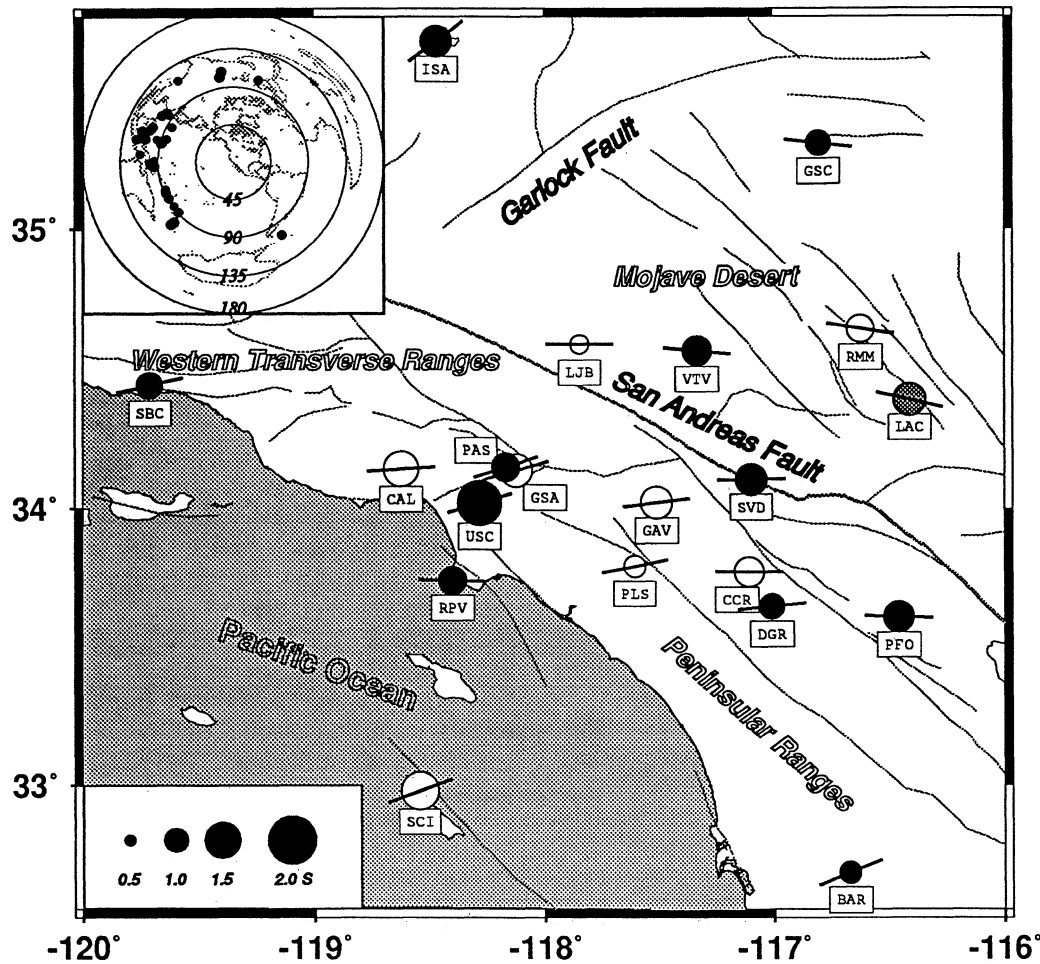 ISA
GSC
45
90
135
180
Garlock Fault
35°
Mojave Desert
RMM
LJB
VTV
Western Transverse Ranges
SBC
San Andreas Fault
LAC
PAS
GSA
CAL
34°
USC
GAV
SVD
PLS
CCR
RPV
DGR
PFO
Pacific Ocean
Peninsular Ranges
33°
SCI
0.5 1.0 1.5 2.0 S
BAR
-120° -119° -118° -117° -116°